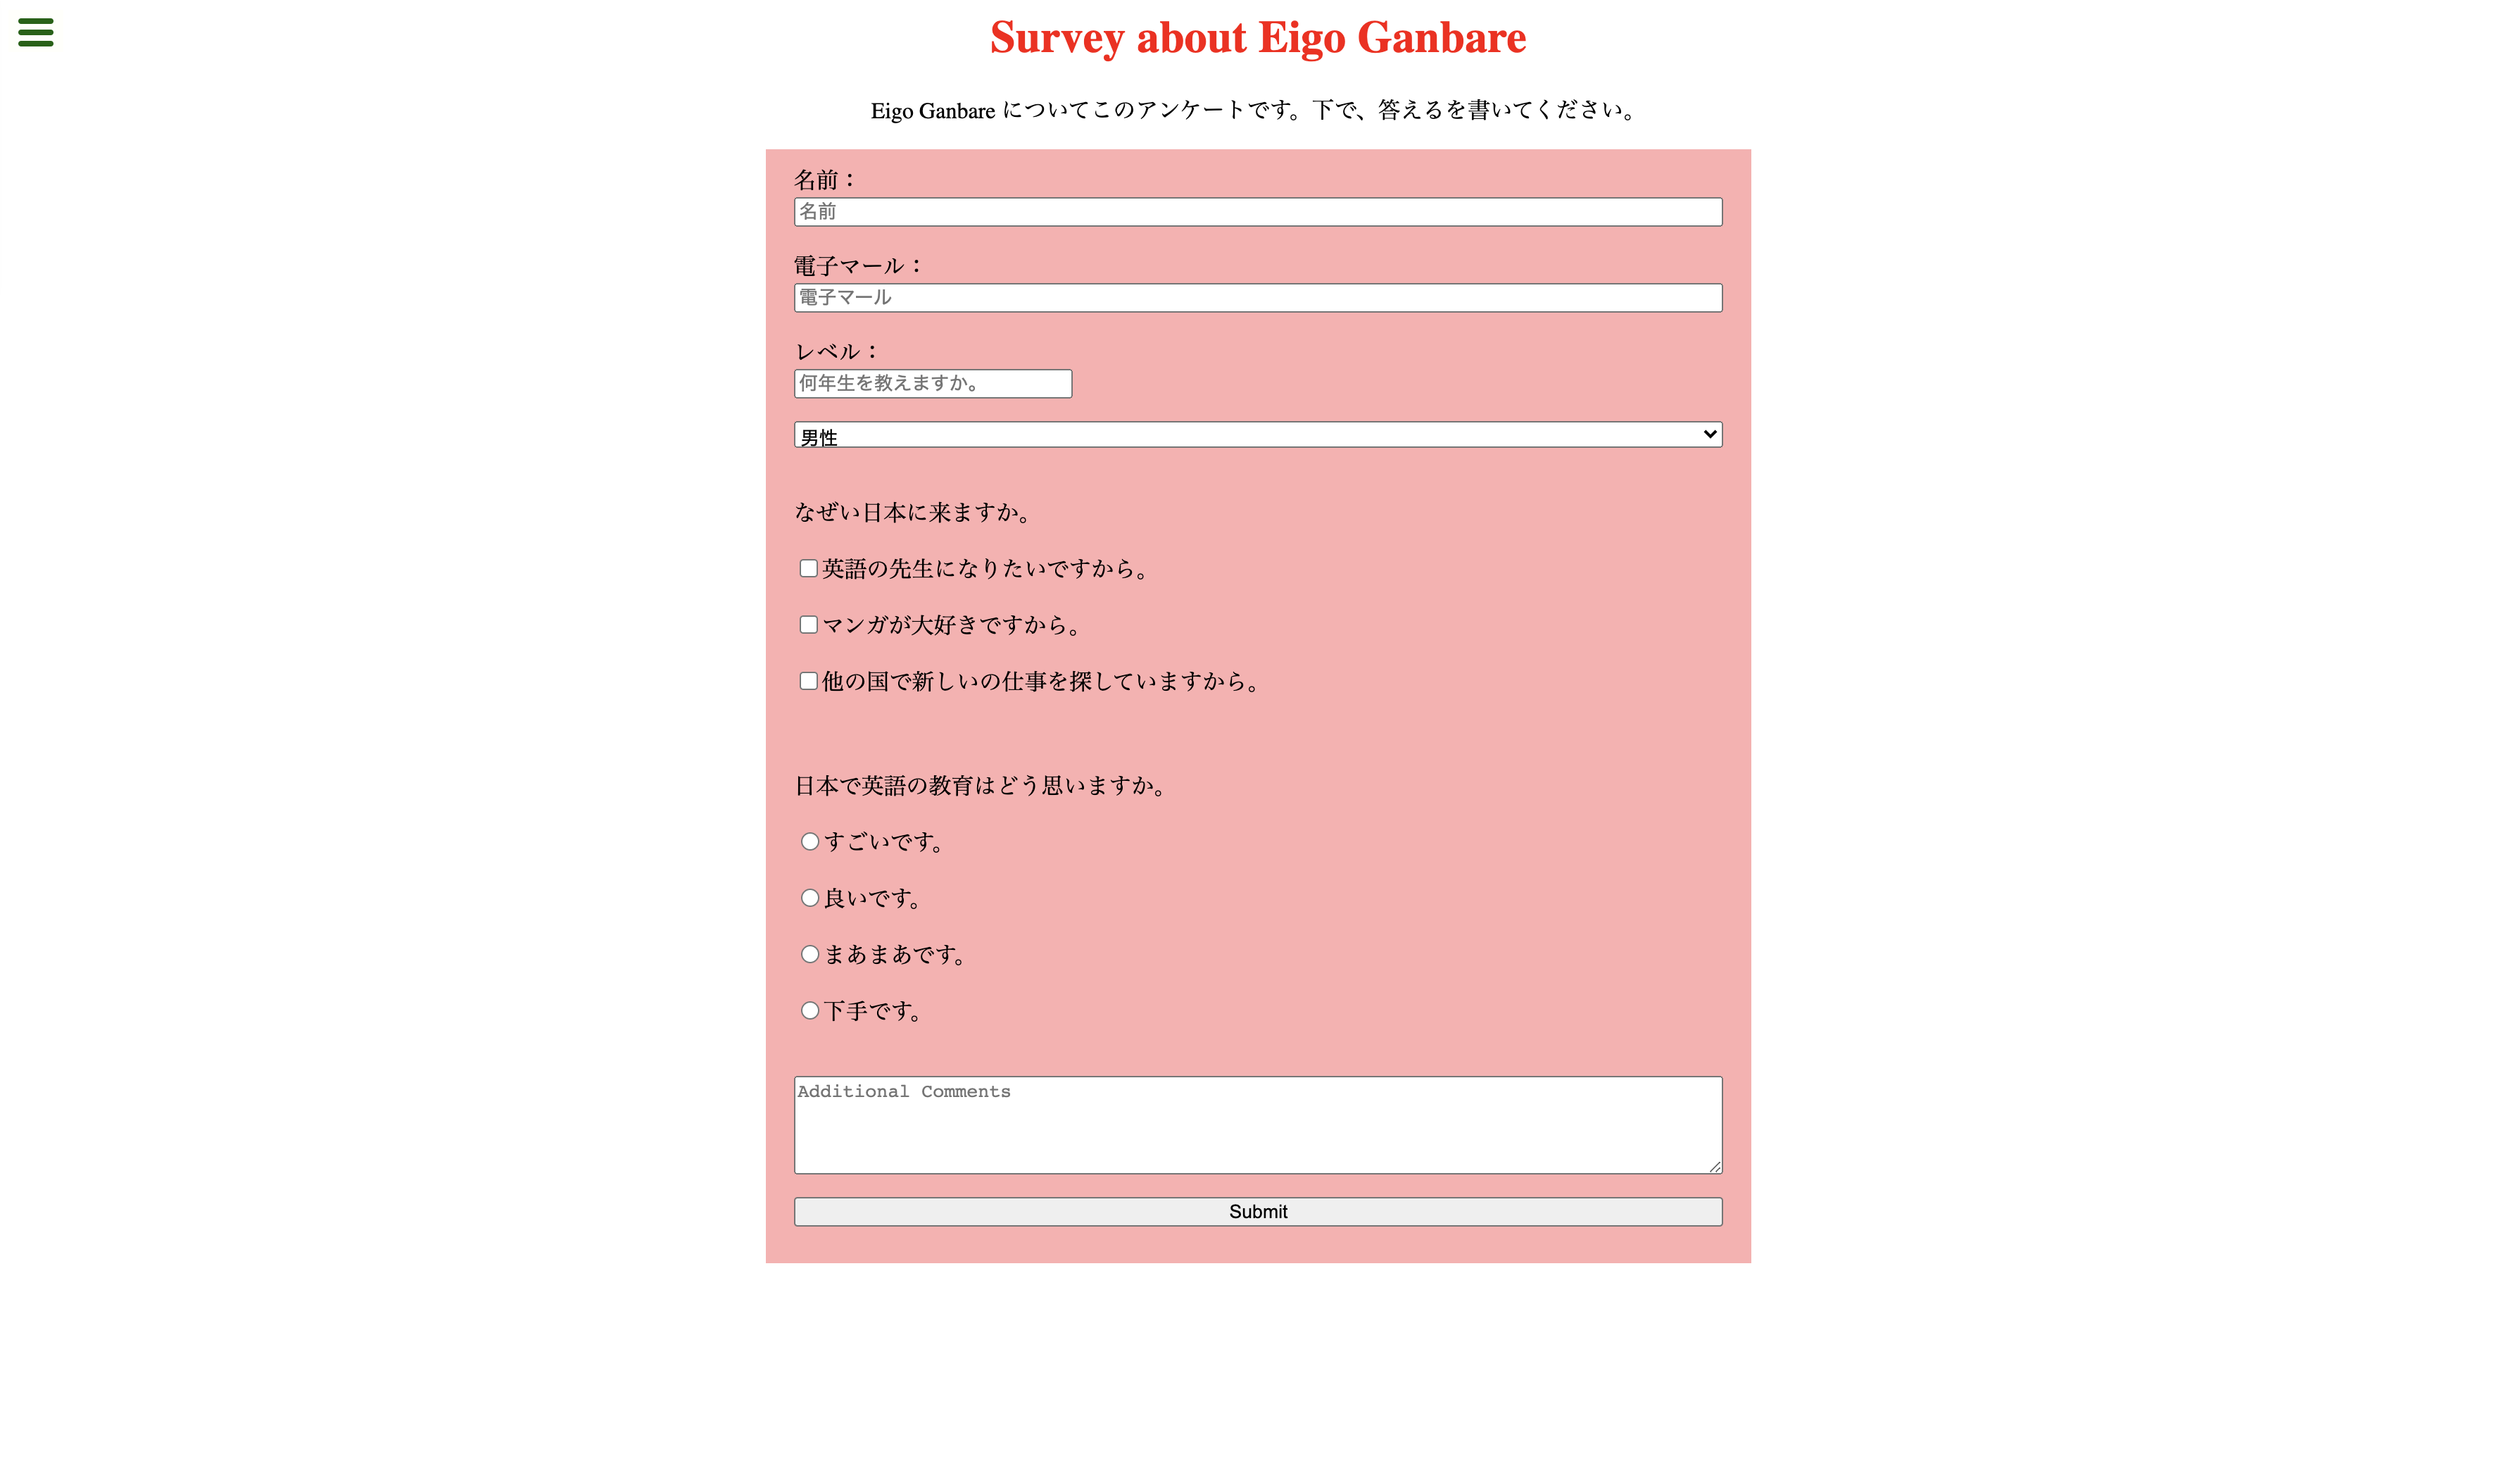 Survey about Eigo Ganbare
Eigo Ganbare についてこのアンケートです。下で、答えるを書いてください。
名前：
名前
電子マール：
電子マール
レベル：
何年生を教えますか。
男性
なぜい日本に来ますか。
英語の先生になりたいですから。
マンガが大好きですから。
他の国で新しいの仕事を探していますから。
日本で英語の教育はどう思いますか。
すごいです。
良いです。
まあまあです。
下手です。
Additional Comments
Submit